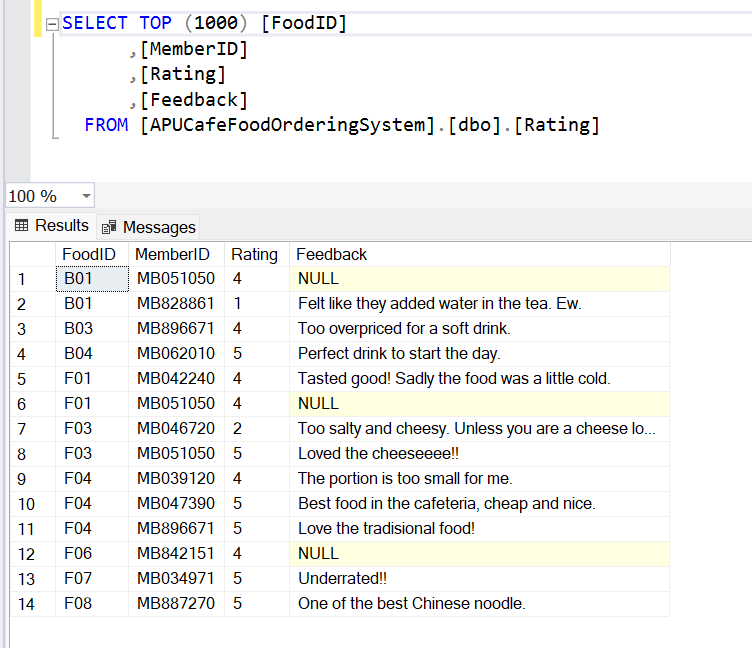 SELECT TOP (1000) [FoodID]
,[MemberID]
,[Rating]
,[Feedback]
FROM [APUCafeFoodOrderingSystem].[dbo].[Rating]
100 %
Results Messages
FoodID MemberID Rating Feedback
1 B01 MB051050 4 NULL
2 B01 MB828861 1 Felt like they added water in the tea. Ew.
3 B03 MB896671 4 Too overpriced for a soft drink.
4 B04 MB062010 5 Perfect drink to start the day.
5 F01 MB042240 4 Tasted good! Sadly the food was a little cold.
6 F01 MB051050 4 NULL
7 F03 MB046720 2 Too salty and cheesy. Unless you are a cheese lo...
8 F03 MB051050 5 Loved the cheeseeee!!
9 F04 MB039120 4 The portion is too small for me.
10 F04 MB047390 5 Best food in the cafeteria, cheap and nice.
11 F04 MB896671 5 Love the tradisional food!
12 F06 MB842151 4 NULL
13 F07 MB034971 5 Underrated!!
14 F08 MB887270 5 One of the best Chinese noodle.